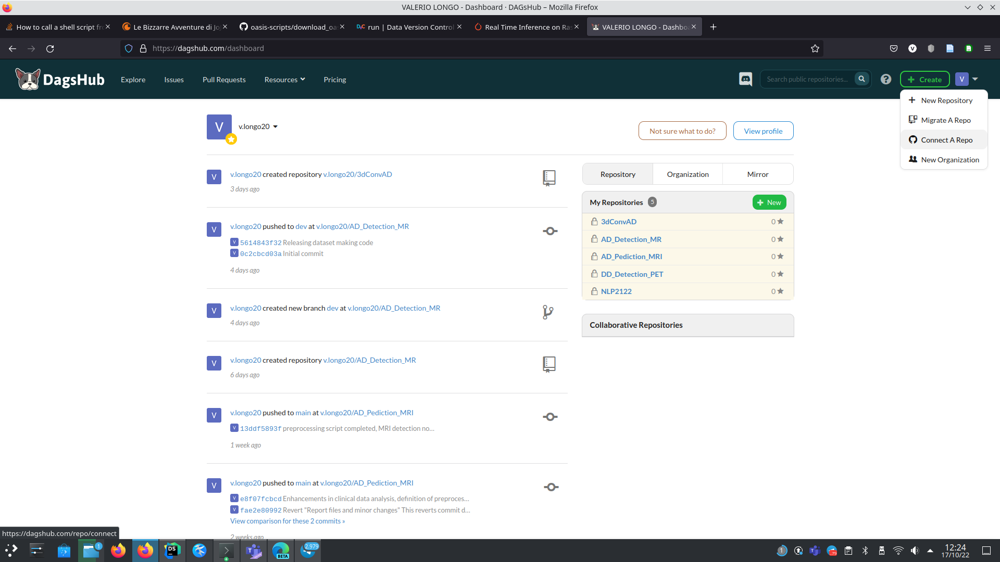 VALERIO LONGO - Dashboard · DAGsHub – Mozilla Firefox
How to call a shell script fr
Le Bizzarre Avventure di Jo
oasis-scripts/download_oas
DVC run | Data Version Control
Real Time Inference on Ras
VALERIO LONGO - Dashbo
https://dagshub.com/dashboard
V
DagsHub
Explore
Issues
Pull Requests
Resources
Pricing
Search public repositories...
?
Create
V
New Repository
Migrate A Repo
Connect A Repo
New Organization
V
v.longo20
Not sure what to do?
View profile
V
v.longo20 created repository v.longo20/3dConvAD
3 days ago
V
v.longo20 pushed to dev at v.longo20/AD_Detection_MR
V 5614843f32 Releasing dataset making code
V 0c2cbcd03a Initial commit
4 days ago
V
v.longo20 created new branch dev at v.longo20/AD_Detection_MR
4 days ago
V
v.longo20 created repository v.longo20/AD_Detection_MR
6 days ago
V
v.longo20 pushed to main at v.longo20/AD_Pediction_MRI
V 13ddf5893f preprocessing script completed, MRI detection no...
1 week ago
V
v.longo20 pushed to main at v.longo20/AD_Pediction_MRI
V e8f07fcbcd Enhancements in clinical data analysis, definition of preproces...
V fae2e80992 Revert "Report files and minor changes" This reverts commit d...
View comparison for these 2 commits »
2 weeks ago
Repository
Organization
Mirror
My Repositories 5
New
3dConvAD 0
AD_Detection_MR 0
AD_Pediction_MRI 0
DD_Detection_PET 0
NLP2122 0
Collaborative Repositories
https://dagshub.com/repo/connect
1
DS
BETA
2.979
1
12:24
17/10/22